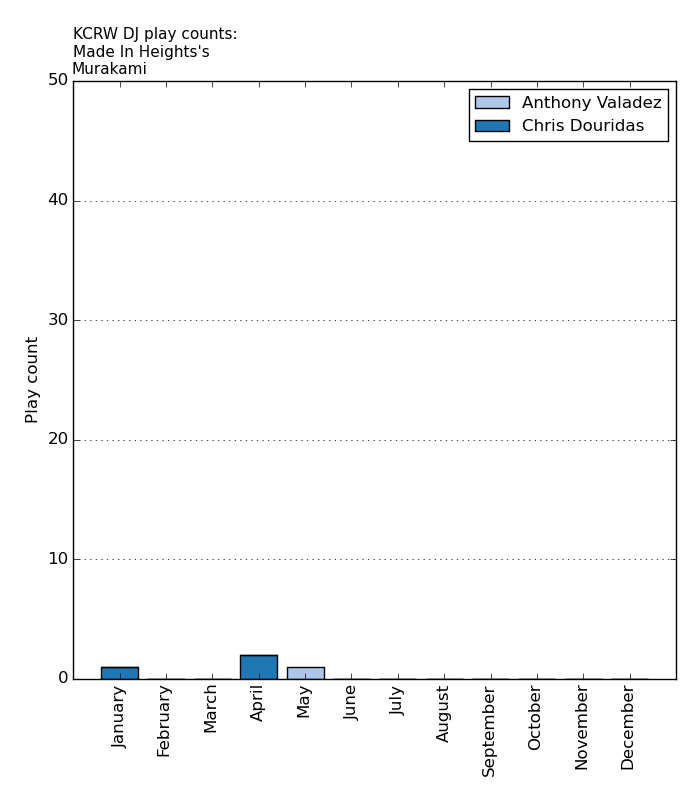 KCRW DJ play counts:
Made In Heights's
Murakami
Anthony Valadez
Chris Douridas
50
40
30
20
10
0
Play count
January
February
March
April
May
June
July
August
September
October
November
December